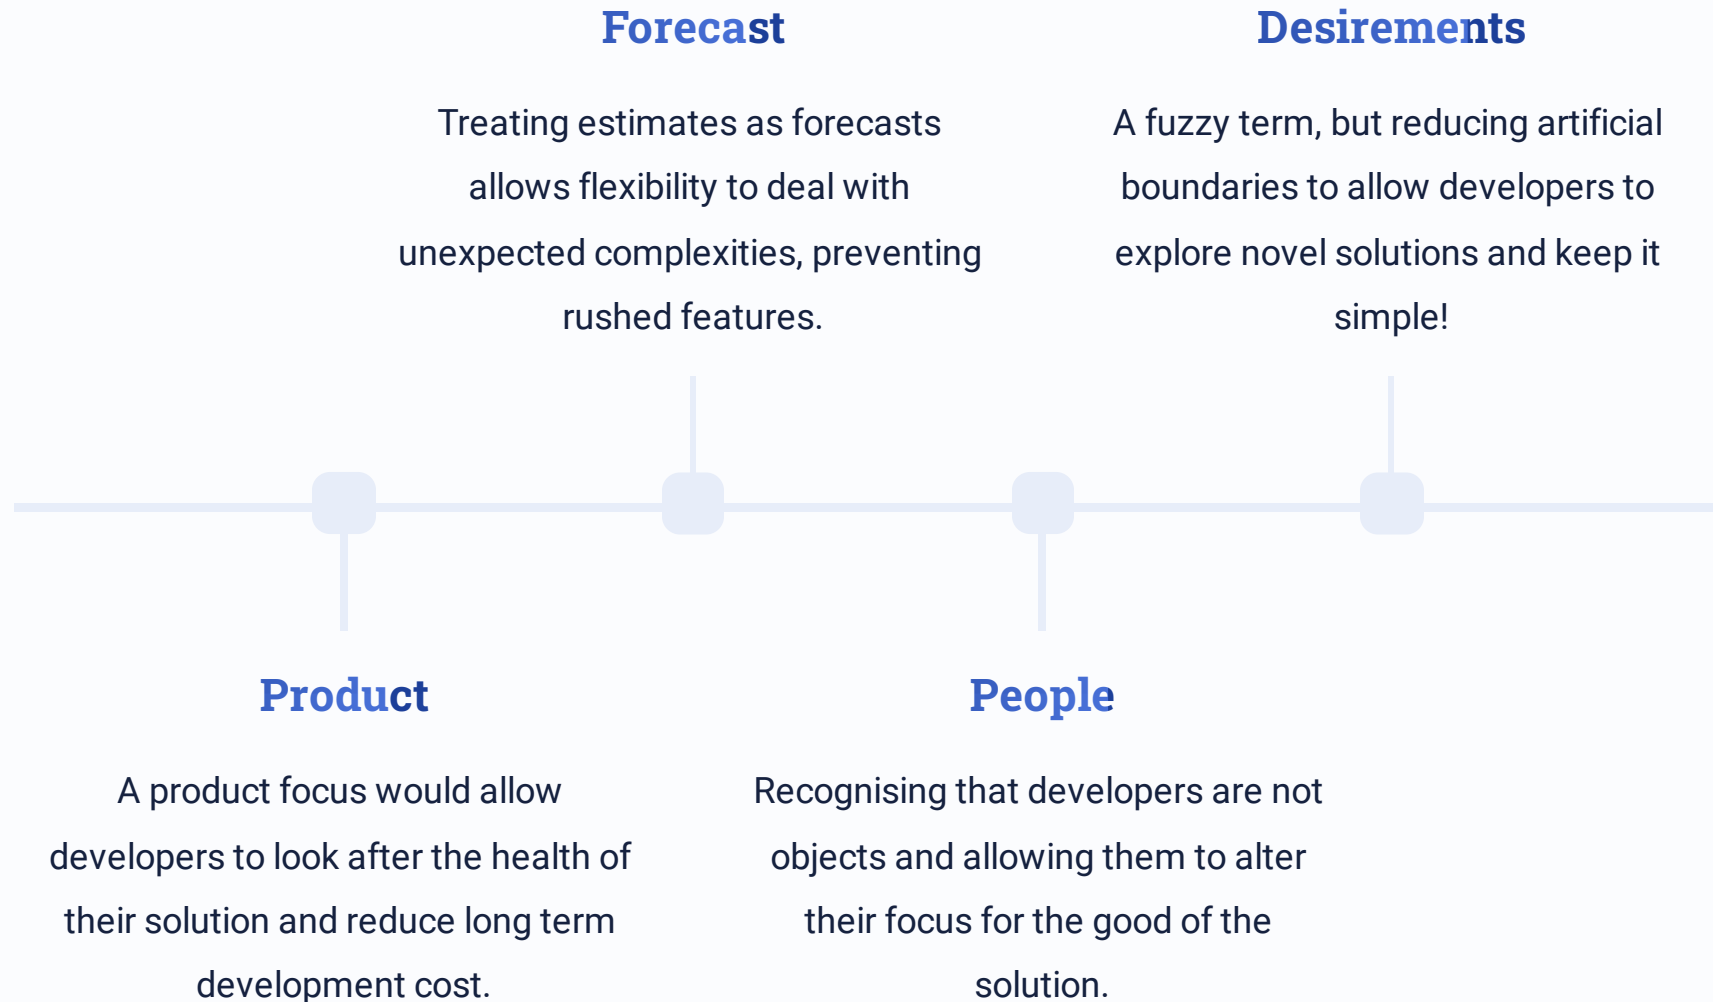 Forecast
Treating estimates as forecasts
allows flexibility to deal with
unexpected complexities, preventing
rushed features.
Desirements
A fuzzy term, but reducing artificial
boundaries to allow developers to
explore novel solutions and keep it
simple!
Product
A product focus would allow
developers to look after the health of
their solution and reduce long term
development cost.
People
Recognising that developers are not
objects and allowing them to alter
their focus for the good of the
solution.